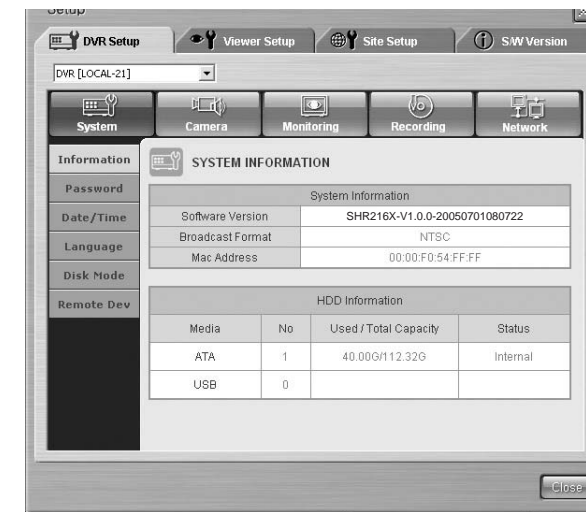 Setup
DVR Setup
Viewer Setup
Site Setup
S/W Version
DVR [LOCAL-21]
System
Camera
Monitoring
Recording
Network
Information
Password
Date/Time
Language
Disk Mode
Remote Dev
SYSTEM INFORMATION
System Information
Software Version SHR216X-V1.0.0-20050701080722
Broadcast Format NTSC
Mac Address 00:00:F0:54:FF:FF
HDD Information
Media No Used / Total Capacity Status
ATA 1 40.00G/112.32G Internal
USB 0
Close